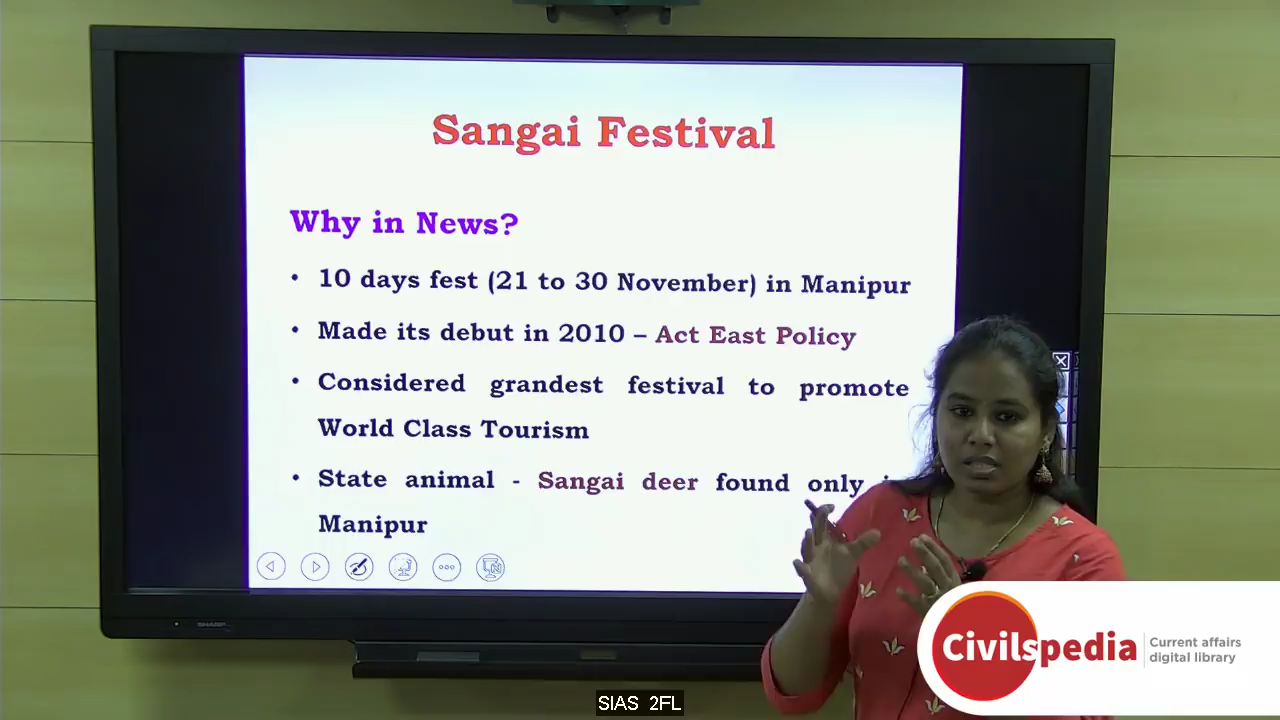 Sangai Festival
Why in News?
• 10 days fest (21 to 30 November) in Manipur
• Made its debut in 2010 – Act East Policy
• Considered grandest festival to promote
World Class Tourism
• State animal - Sangai deer found only
Manipur
SHARP
Civilspedia
Current affairs
digital library
SIAS 2FL